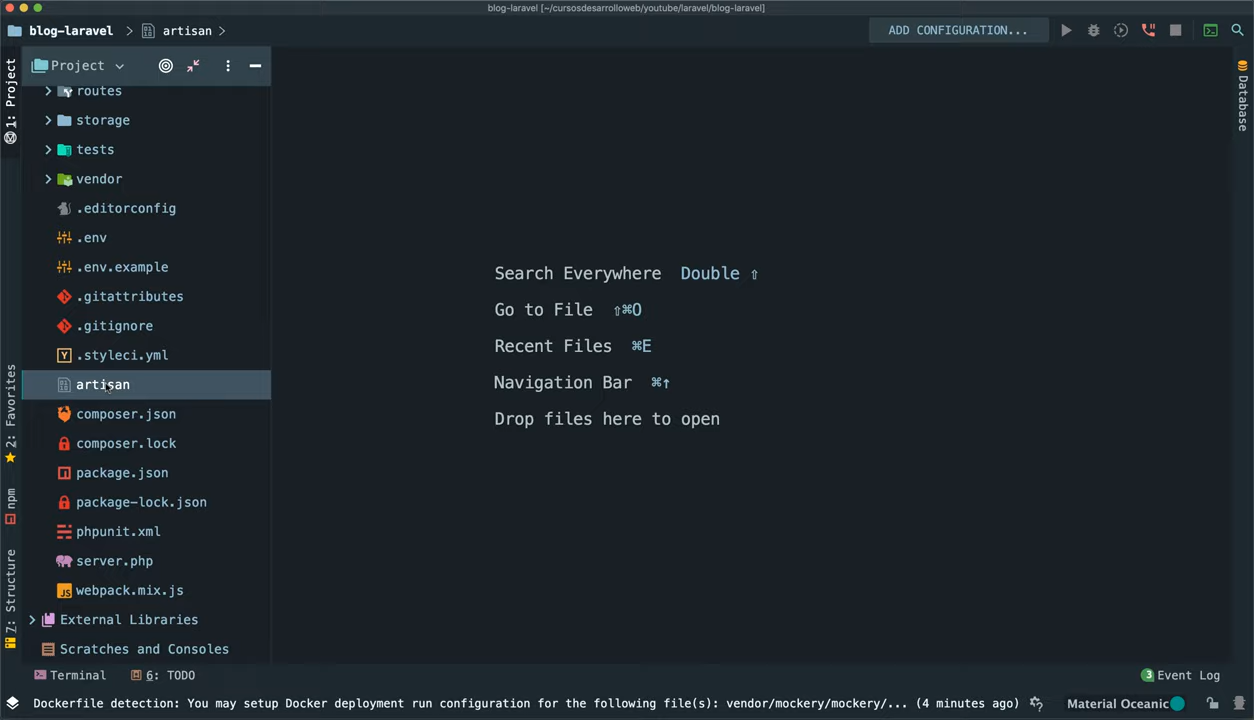 blog-laravel [~/cursosdesarrolloweb/youtube/laravel/blog-laravel]
blog-laravel > artisan >
ADD CONFIGURATION...
1: Project
Project
routes
storage
tests
vendor
.editorconfig
.env
.env.example
.gitattributes
.gitignore
.styleci.yml
artisan
composer.json
composer.lock
package.json
package-lock.json
phpunit.xml
server.php
webpack.mix.js
External Libraries
Scratches and Consoles
2: Favorites
npm
7: Structure
Search Everywhere Double ⇧
Go to File ⇧⌘O
Recent Files ⌘E
Navigation Bar ⌘↑
Drop files here to open
Database
Terminal
6: TODO
3 Event Log
Dockerfile detection: You may setup Docker deployment run configuration for the following file(s): vendor/mockery/mockery/... (4 minutes ago)
Material Oceanic